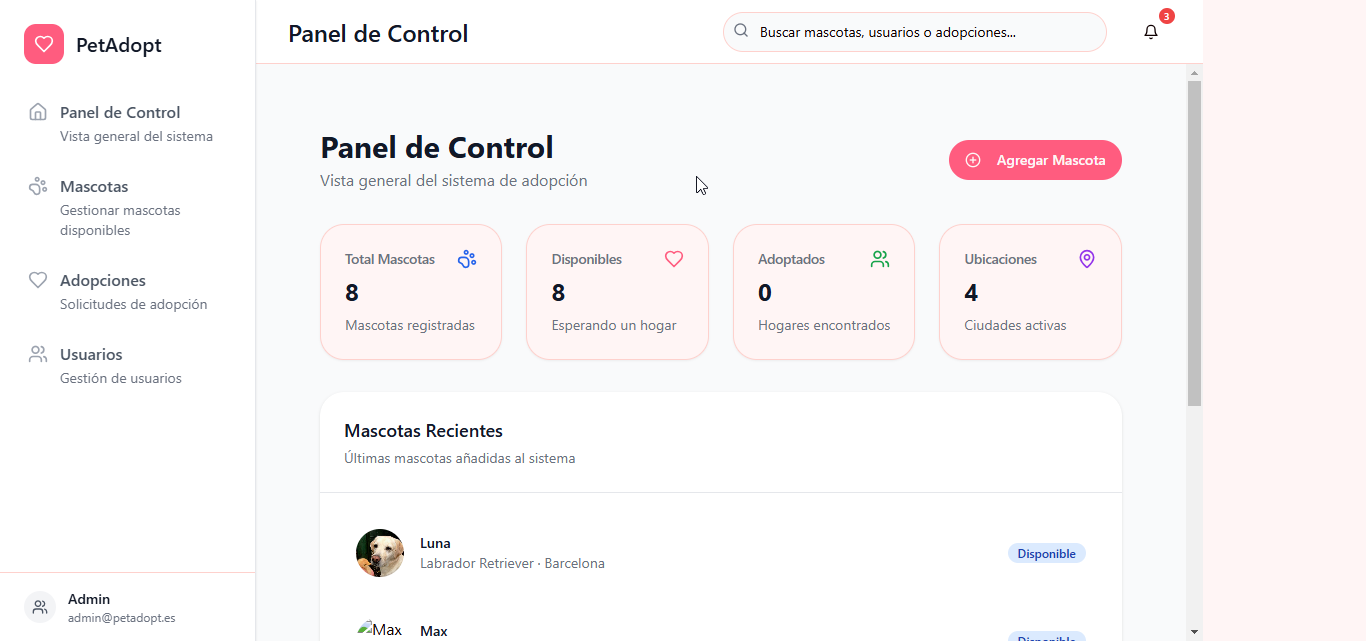 PetAdopt
Panel de Control
Vista general del sistema
Mascotas
Gestionar mascotas
disponibles
Adopciones
Solicitudes de adopción
Usuarios
Gestión de usuarios
Admin
admin@petadopt.es
Panel de Control
Buscar mascotas, usuarios o adopciones...
3
Panel de Control
Vista general del sistema de adopción
Agregar Mascota
Total Mascotas
8
Mascotas registradas
Disponibles
8
Esperando un hogar
Adoptados
0
Hogares encontrados
Ubicaciones
4
Ciudades activas
Mascotas Recientes
Últimas mascotas añadidas al sistema
Luna
Labrador Retriever · Barcelona
Disponible
Max
Max
Disponible